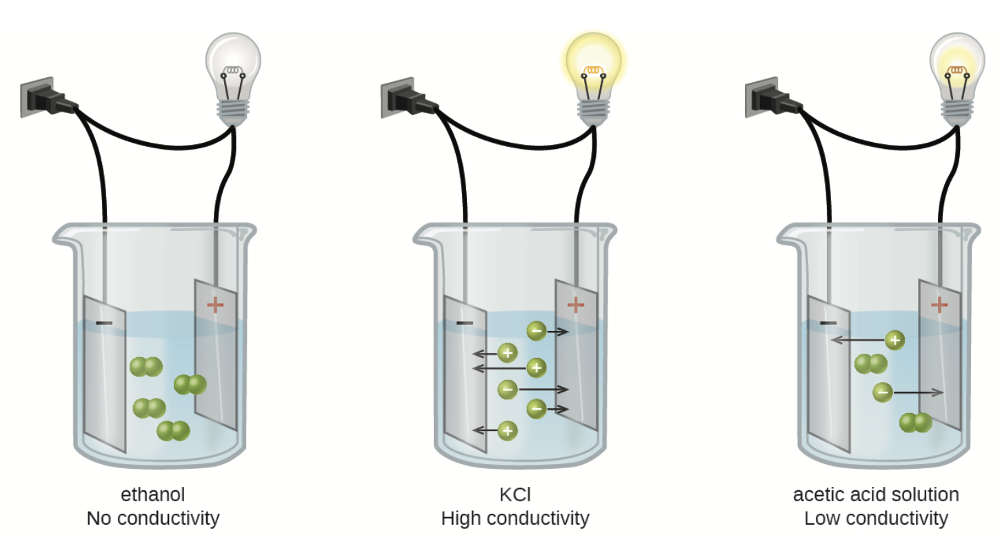 − + − + − + 
− + + − − +
+ −
ethanol
No conductivity
KCl
High conductivity
acetic acid solution
Low conductivity